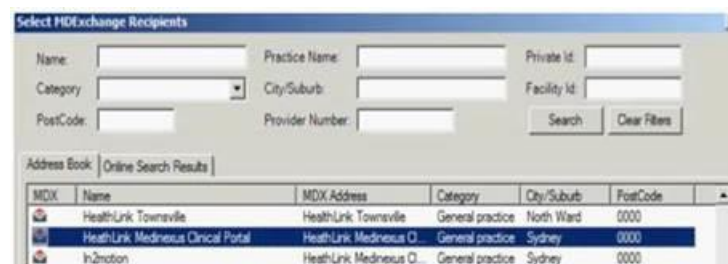 Select MDExchange Recipients
Name: Practice Name: Private Id:
Category City/Suburb: Facility Id:
PostCode: Provider Number: Search Clear Filters
Address Book Online Search Results
MDX Name MDX Address Category City/Suburb PostCode
HealthLink Townsville HealthLink Townsville General practice North Ward 0000
HealthLink Medinexus Clinical Portal HealthLink Medinexus O... General practice Sydney 0000
In2motion HealthLink Medinexus O... General practice Sydney 0000